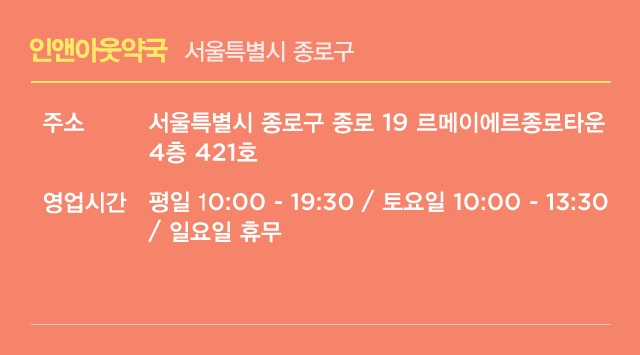 인앤아웃약국 서울특별시 종로구
주소 서울특별시 종로구 종로 19 르메이에르종로타운
4층 421호
영업시간 평일 10:00 - 19:30 / 토요일 10:00 - 13:30
/ 일요일 휴무